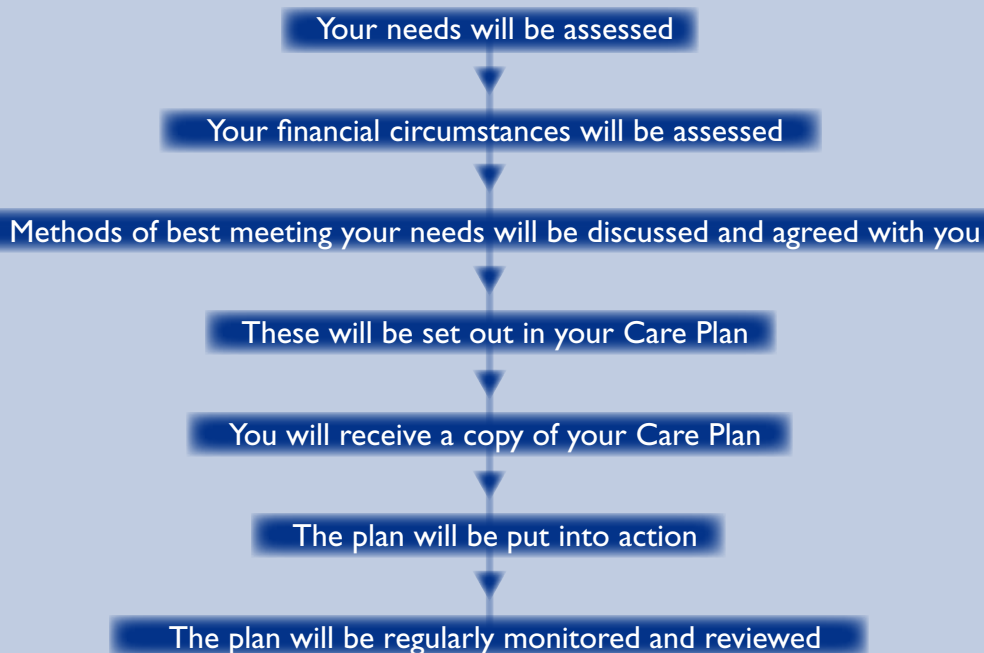 Your needs will be assessed
Your financial circumstances will be assessed
Methods of best meeting your needs will be discussed and agreed with you
These will be set out in your Care Plan
You will receive a copy of your Care Plan
The plan will be put into action
The plan will be regularly monitored and reviewed